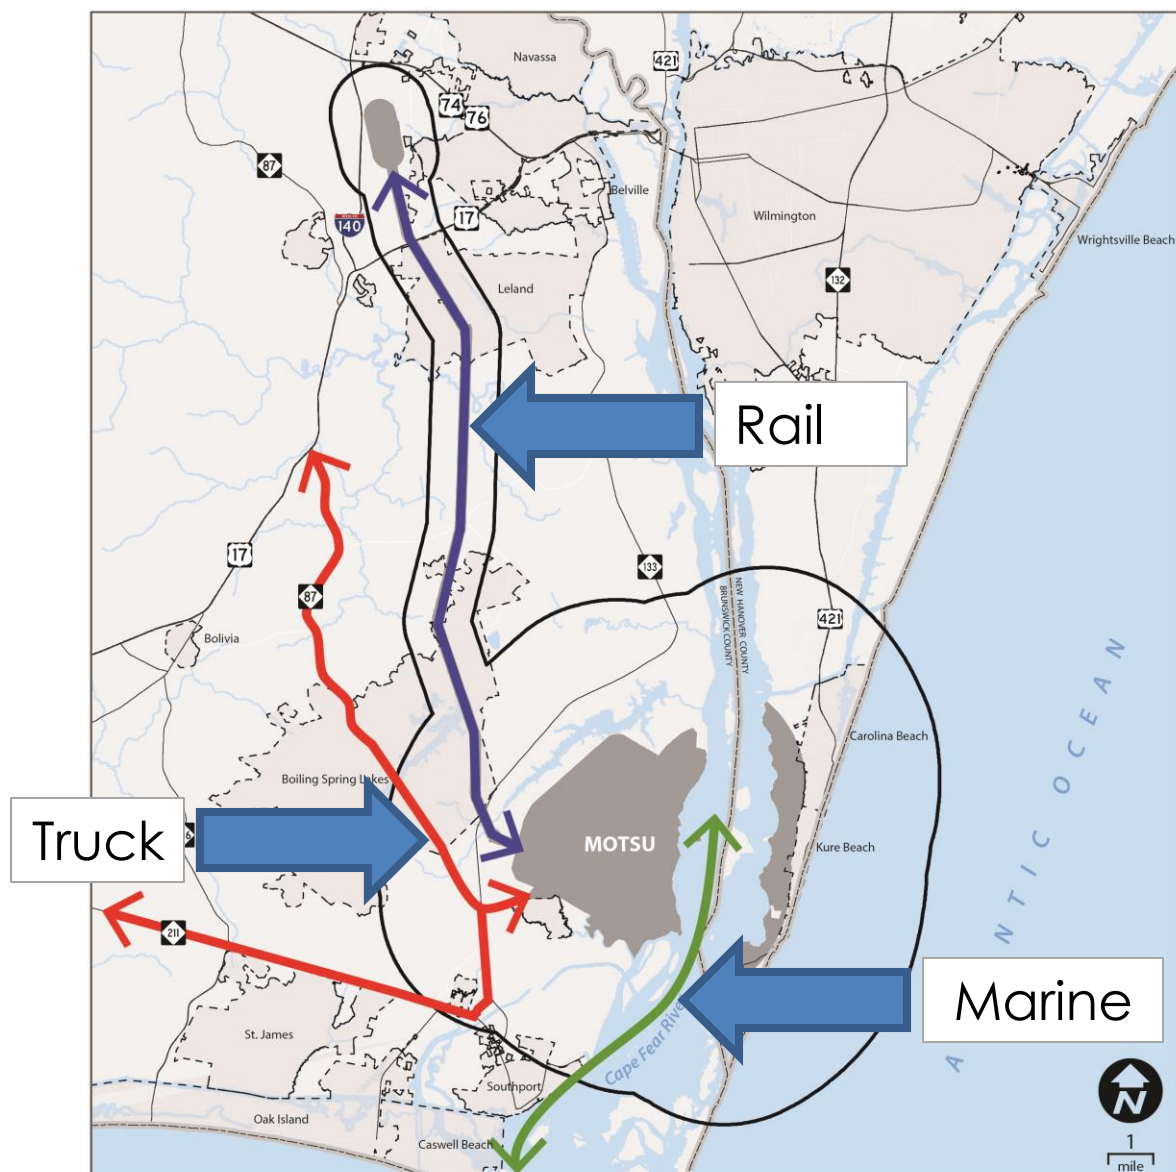 Navassa
421
74
76
87
Belville
17
Wilmington
140
Wrightsville Beach
132
Leland
Rail
17
133
87
NEW HANOVER COUNTY
BRUNSWICK COUNTY
421
Bolivia
Carolina Beach
Boiling Spring Lakes
Truck
6
MOTSU
Kure Beach
NTIC OCEAN
A
211
Marine
St. James
Cape Fear River
Southport
Oak Island
Caswell Beach
N
1
mile